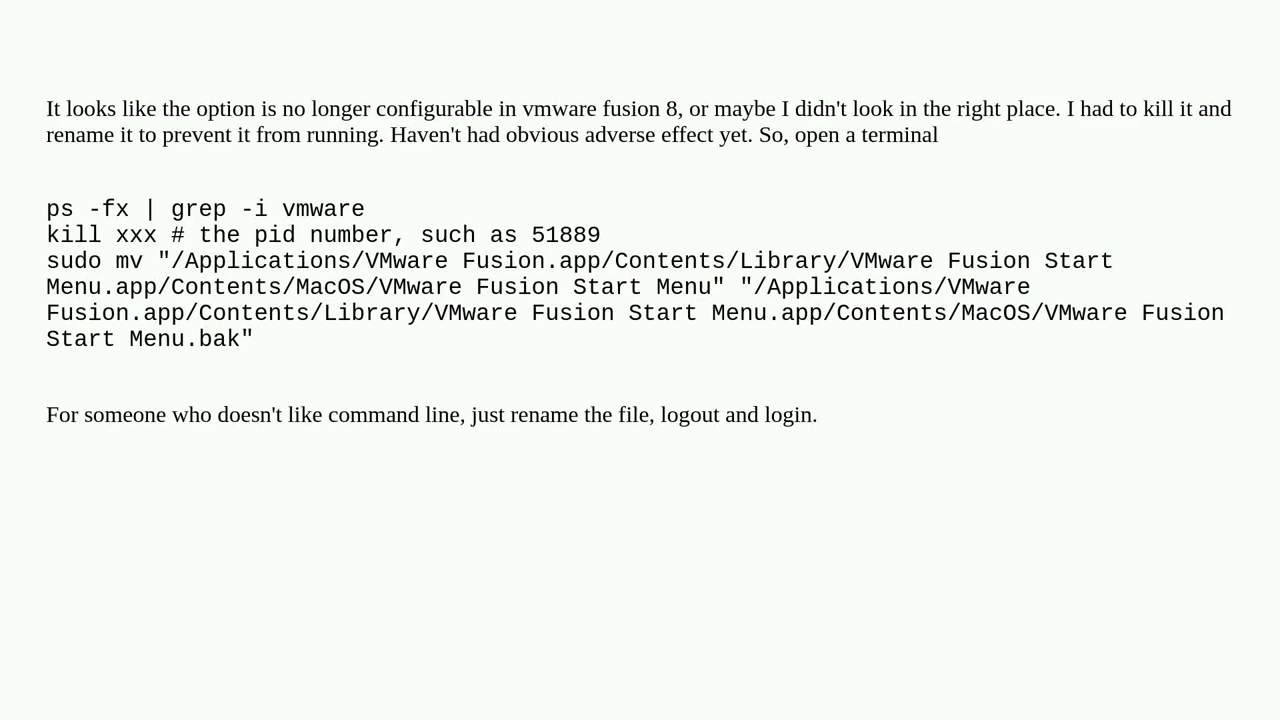 It looks like the option is no longer configurable in vmware fusion 8, or maybe I didn't look in the right place. I had to kill it and
rename it to prevent it from running. Haven't had obvious adverse effect yet. So, open a terminal
ps -fx | grep -i vmware
kill xxx # the pid number, such as 51889
sudo mv "/Applications/VMware Fusion.app/Contents/Library/VMware Fusion Start
Menu.app/Contents/MacOS/VMware Fusion Start Menu" "/Applications/VMware
Fusion.app/Contents/Library/VMware Fusion Start Menu.app/Contents/MacOS/VMware Fusion
Start Menu.bak"
For someone who doesn't like command line, just rename the file, logout and login.